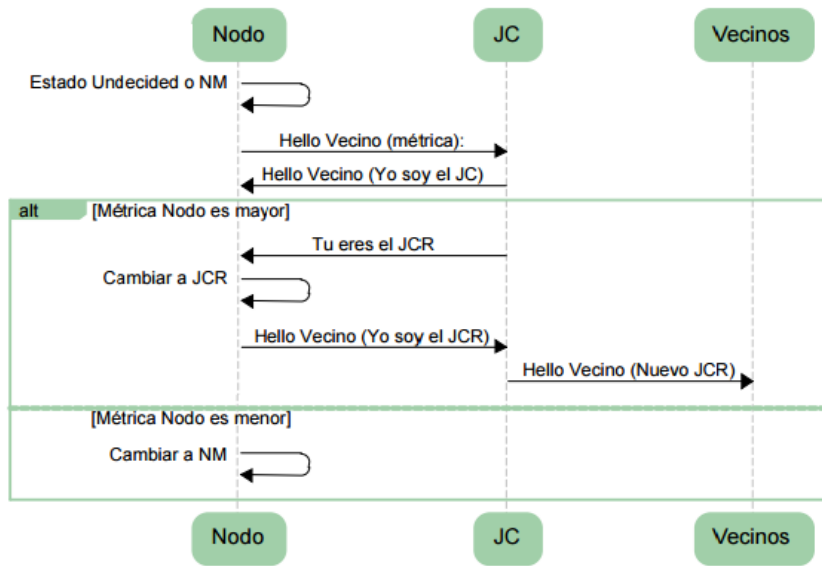 Nodo
JC
Vecinos
Estado Undecided o NM
Hello Vecino (métrica):
Hello Vecino (Yo soy el JC)
alt
[Métrica Nodo es mayor]
Tu eres el JCR
Cambiar a JCR
Hello Vecino (Yo soy el JCR)
Hello Vecino (Nuevo JCR)
[Métrica Nodo es menor]
Cambiar a NM
Nodo
JC
Vecinos